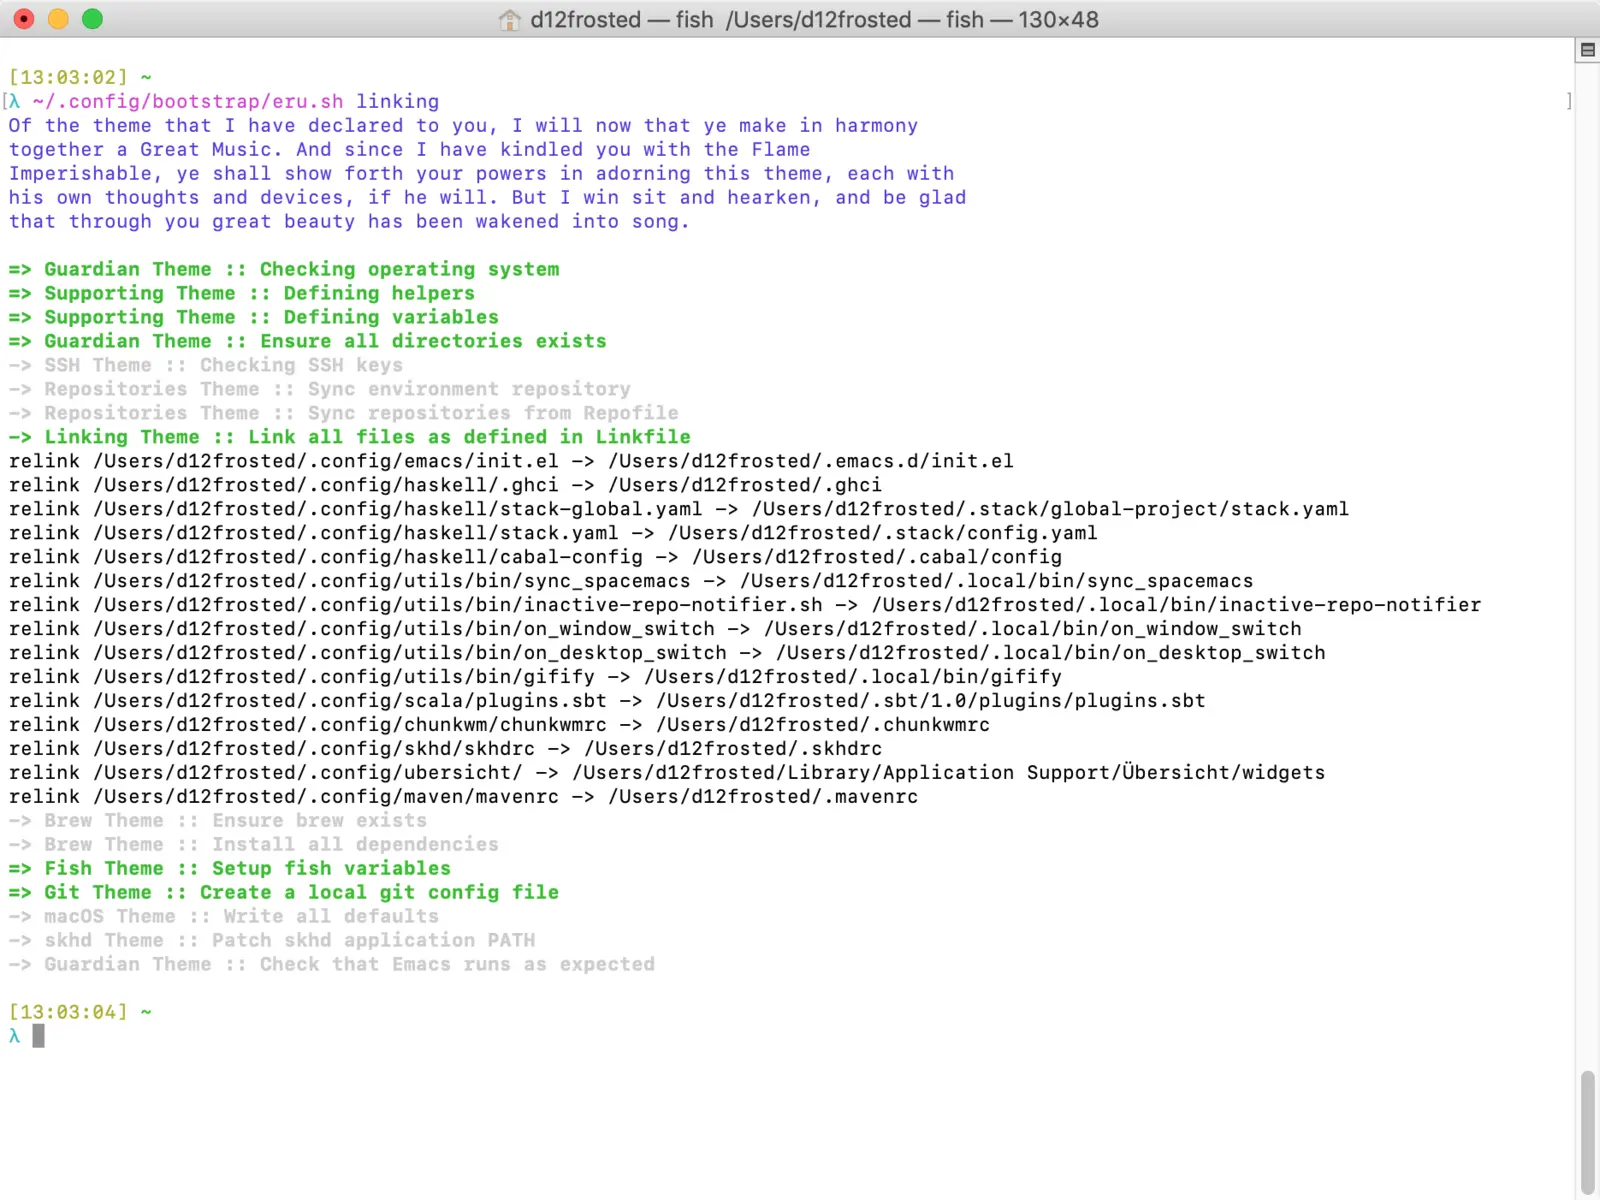 d12frosted — fish  /Users/d12frosted — fish — 130×48
[13:03:02] ~
[λ ~/.config/bootstrap/eru.sh linking ]
Of the theme that I have declared to you, I will now that ye make in harmony
together a Great Music. And since I have kindled you with the Flame
Imperishable, ye shall show forth your powers in adorning this theme, each with
his own thoughts and devices, if he will. But I win sit and hearken, and be glad
that through you great beauty has been wakened into song.
=> Guardian Theme :: Checking operating system
=> Supporting Theme :: Defining helpers
=> Supporting Theme :: Defining variables
=> Guardian Theme :: Ensure all directories exists
-> SSH Theme :: Checking SSH keys
-> Repositories Theme :: Sync environment repository
-> Repositories Theme :: Sync repositories from Repofile
-> Linking Theme :: Link all files as defined in Linkfile
relink /Users/d12frosted/.config/emacs/init.el -> /Users/d12frosted/.emacs.d/init.el
relink /Users/d12frosted/.config/haskell/.ghci -> /Users/d12frosted/.ghci
relink /Users/d12frosted/.config/haskell/stack-global.yaml -> /Users/d12frosted/.stack/global-project/stack.yaml
relink /Users/d12frosted/.config/haskell/stack.yaml -> /Users/d12frosted/.stack/config.yaml
relink /Users/d12frosted/.config/haskell/cabal-config -> /Users/d12frosted/.cabal/config
relink /Users/d12frosted/.config/utils/bin/sync_spacemacs -> /Users/d12frosted/.local/bin/sync_spacemacs
relink /Users/d12frosted/.config/utils/bin/inactive-repo-notifier.sh -> /Users/d12frosted/.local/bin/inactive-repo-notifier
relink /Users/d12frosted/.config/utils/bin/on_window_switch -> /Users/d12frosted/.local/bin/on_window_switch
relink /Users/d12frosted/.config/utils/bin/on_desktop_switch -> /Users/d12frosted/.local/bin/on_desktop_switch
relink /Users/d12frosted/.config/utils/bin/gifify -> /Users/d12frosted/.local/bin/gifify
relink /Users/d12frosted/.config/scala/plugins.sbt -> /Users/d12frosted/.sbt/1.0/plugins/plugins.sbt
relink /Users/d12frosted/.config/chunkwm/chunkwmrc -> /Users/d12frosted/.chunkwmrc
relink /Users/d12frosted/.config/skhd/skhdrc -> /Users/d12frosted/.skhdrc
relink /Users/d12frosted/.config/ubersicht/ -> /Users/d12frosted/Library/Application Support/Übersicht/widgets
relink /Users/d12frosted/.config/maven/mavenrc -> /Users/d12frosted/.mavenrc
-> Brew Theme :: Ensure brew exists
-> Brew Theme :: Install all dependencies
=> Fish Theme :: Setup fish variables
=> Git Theme :: Create a local git config file
-> macOS Theme :: Write all defaults
-> skhd Theme :: Patch skhd application PATH
-> Guardian Theme :: Check that Emacs runs as expected
[13:03:04] ~
λ